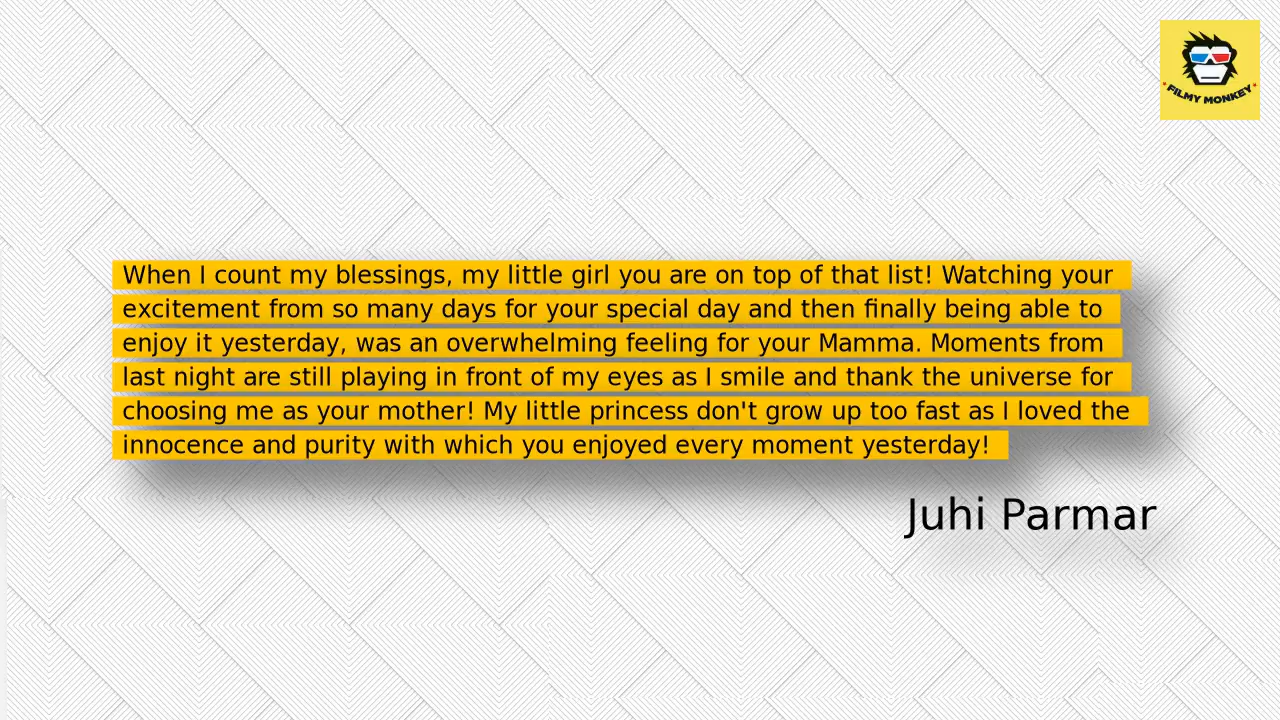 FILMY MONKEY
When I count my blessings, my little girl you are on top of that list! Watching your
excitement from so many days for your special day and then finally being able to
enjoy it yesterday, was an overwhelming feeling for your Mamma. Moments from
last night are still playing in front of my eyes as I smile and thank the universe for
choosing me as your mother! My little princess don't grow up too fast as I loved the
innocence and purity with which you enjoyed every moment yesterday!
Juhi Parmar